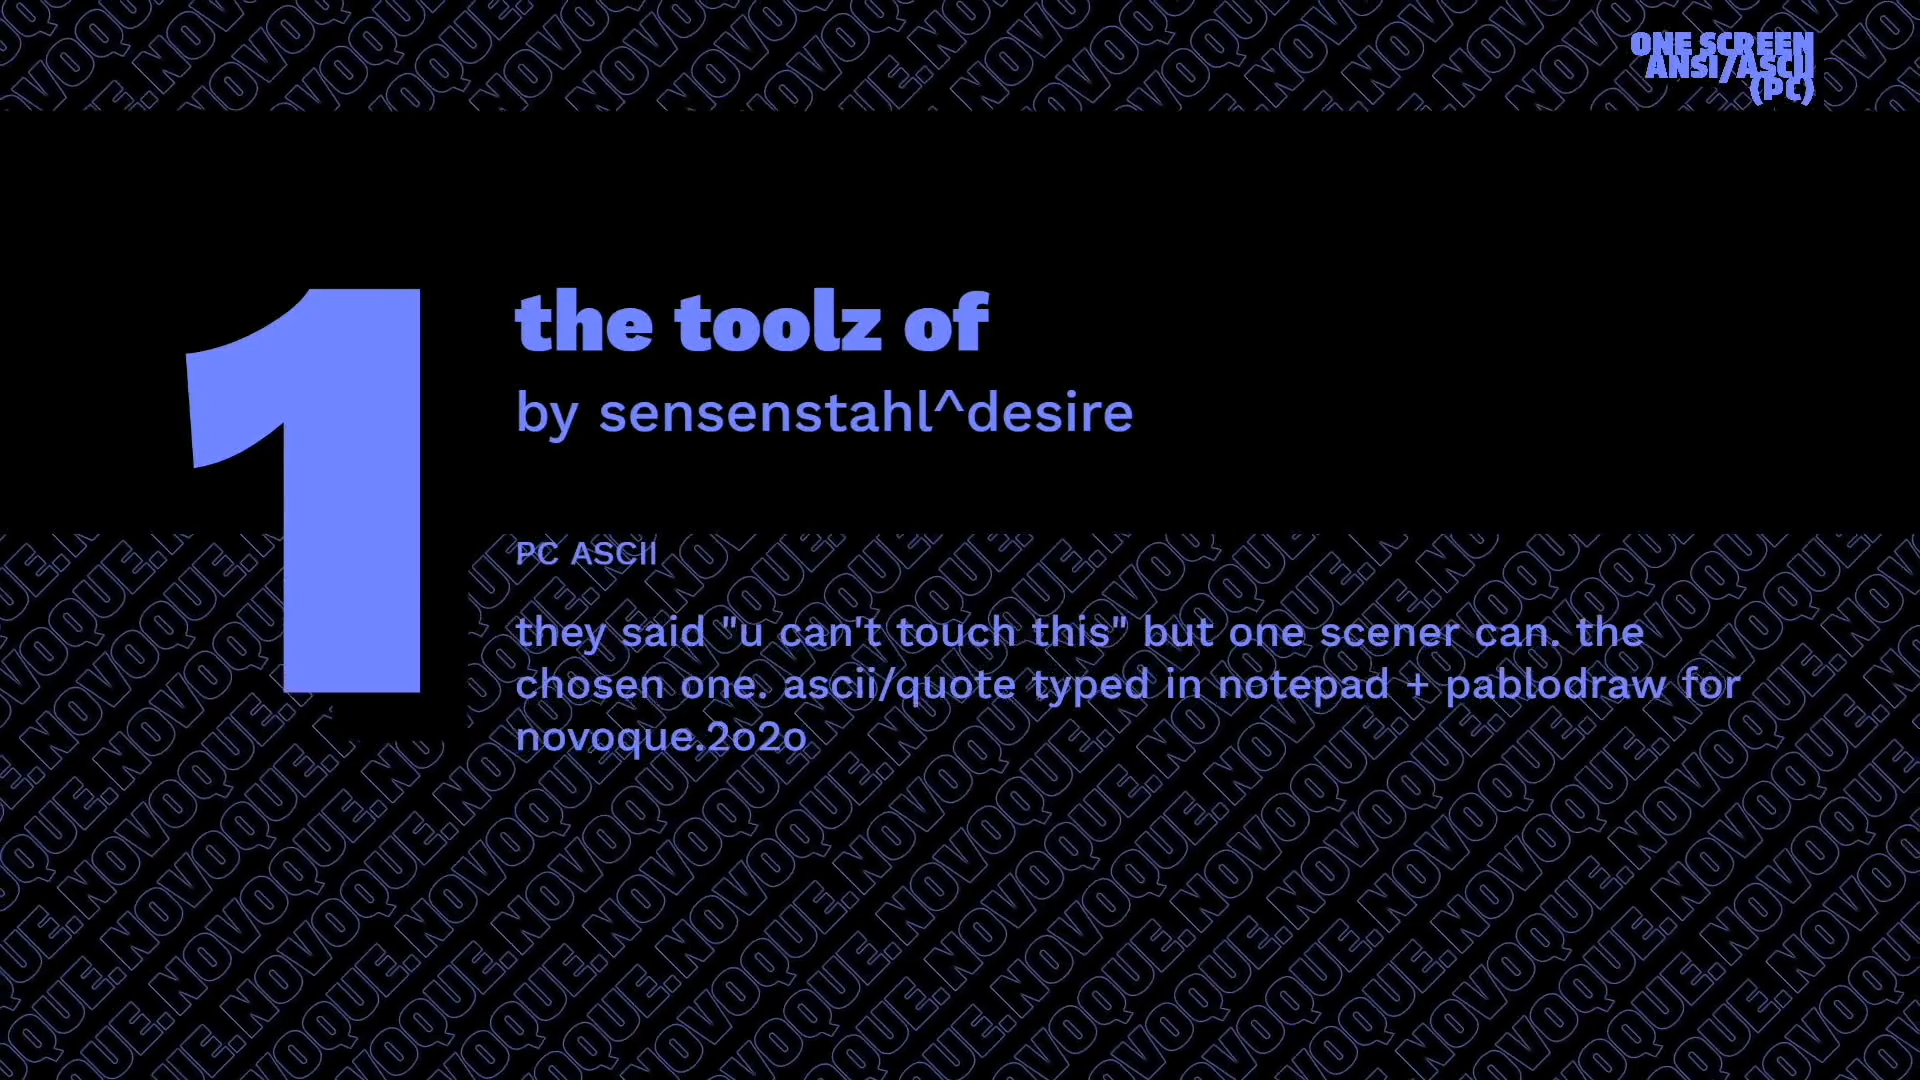 ONE SCREEN
ANSI/ASCII
(PC)
1
the toolz of
by sensenstahl^desire
PC ASCII
they said "u can't touch this" but one scener can. the
chosen one. ascii/quote typed in notepad + pablodraw for
novoque.2o2o
NOVOQUE.